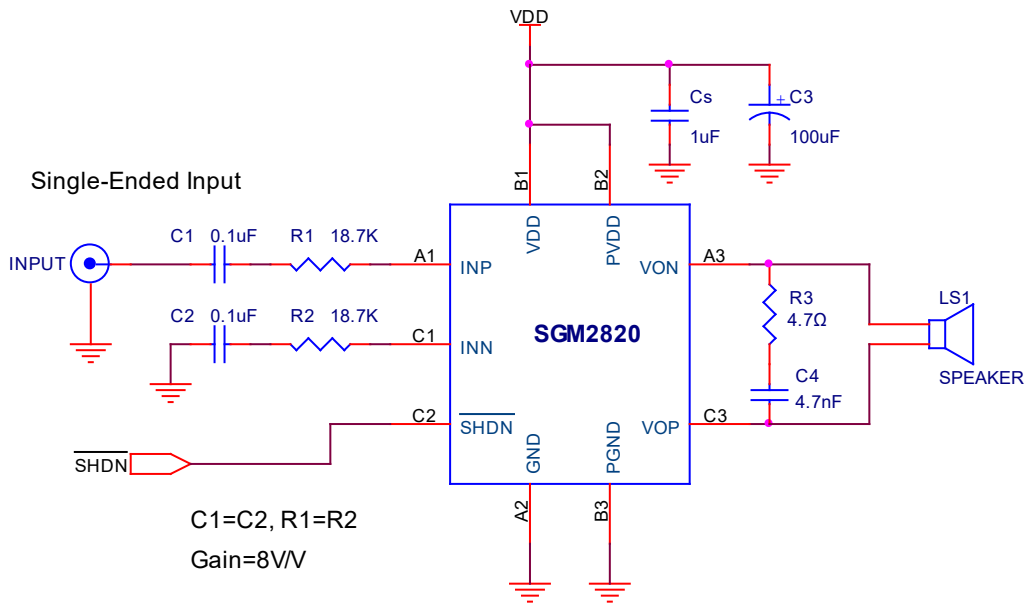 VDD
Cs
1uF
+ C3
100uF
Single-Ended Input
B1
B2
C1 0.1uF R1 18.7K
INPUT
A1
INP
VDD
PVDD
VON
A3
C2 0.1uF R2 18.7K
C1
INN
SGM2820
R3
4.7Ω
LS1
SPEAKER
C4
4.7nF
C2
SHDN
GND
PGND
VOP
C3
SHDN
A2
B3
C1=C2, R1=R2
Gain=8V/V